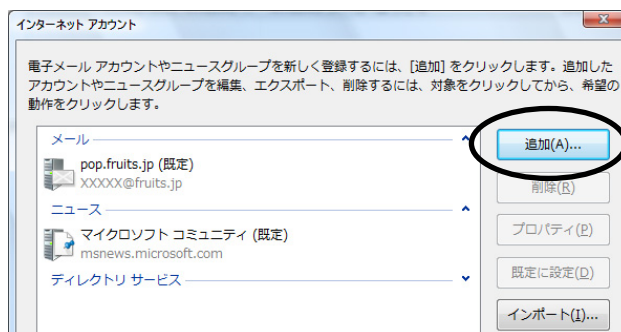 インターネット アカウント
電子メール アカウントやニュースグループを新しく登録するには、[追加] をクリックします。追加した
アカウントやニュースグループを編集、エクスポート、削除するには、対象をクリックしてから、希望の
動作をクリックします。
メール
追加(A)...
pop.fruits.jp (既定)
XXXXX@fruits.jp
削除(R)
ニュース
マイクロソフト コミュニティ (既定)
msnews.microsoft.com
プロパティ(P)
ディレクトリ サービス
既定に設定(D)
インポート(I)...